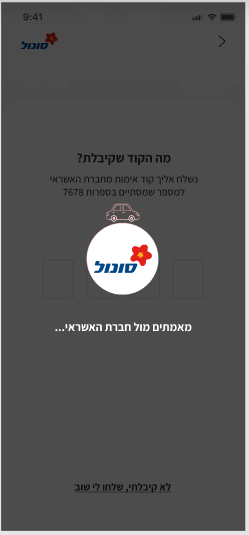 9:41
סונול
מה הקוד שקיבלת?
נשלח אליך קוד אימות מחברת האשראי
למספר שמסתיים בספרות 7678
סונול
מאמתים מול חברת האשראי...
לא קיבלתי, שלחו לי שוב